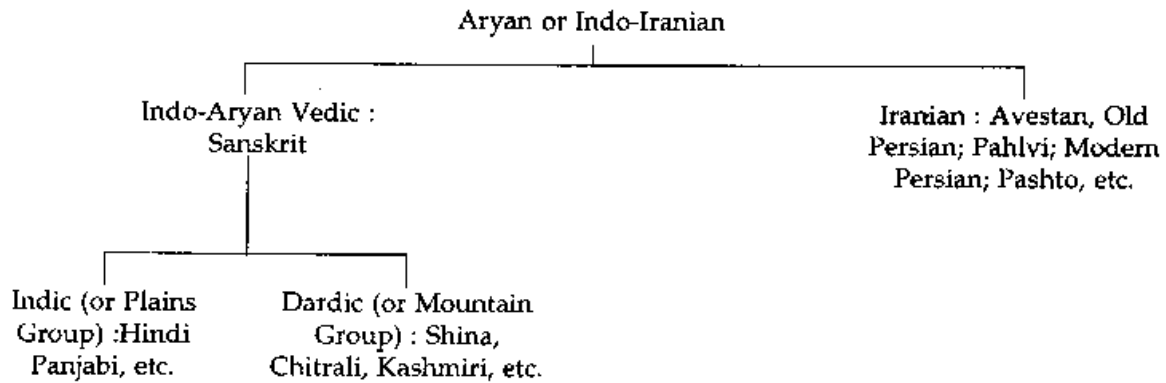 Aryan or Indo-Iranian
Indo-Aryan Vedic :
Sanskrit
Iranian : Avestan, Old
Persian; Pahlvi; Modern
Persian; Pashto, etc.
Indic (or Plains
Group) :Hindi
Panjabi, etc.
Dardic (or Mountain
Group) : Shina,
Chitrali, Kashmiri, etc.